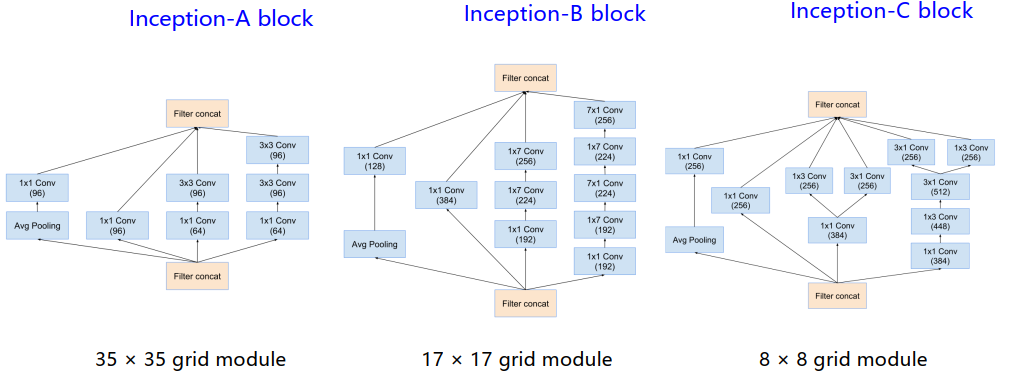 Inception-A block
Filter concat
3x3 Conv
(96)
1x1 Conv
(96)
3x3 Conv
(96)
3x3 Conv
(96)
Avg Pooling
1x1 Conv
(96)
1x1 Conv
(64)
1x1 Conv
(64)
Filter concat
35 × 35 grid module
Inception-B block
Filter concat
7x1 Conv
(256)
1x1 Conv
(128)
1x7 Conv
(256)
1x7 Conv
(224)
1x1 Conv
(384)
1x7 Conv
(224)
7x1 Conv
(224)
Avg Pooling
1x1 Conv
(192)
1x7 Conv
(192)
1x1 Conv
(192)
Filter concat
17 × 17 grid module
Inception-C block
Filter concat
1x1 Conv
(256)
3x1 Conv
(256)
1x3 Conv
(256)
1x1 Conv
(256)
1x3 Conv
(256)
3x1 Conv
(256)
3x1 Conv
(512)
Avg Pooling
1x1 Conv
(384)
1x3 Conv
(448)
1x1 Conv
(384)
Filter concat
8 × 8 grid module